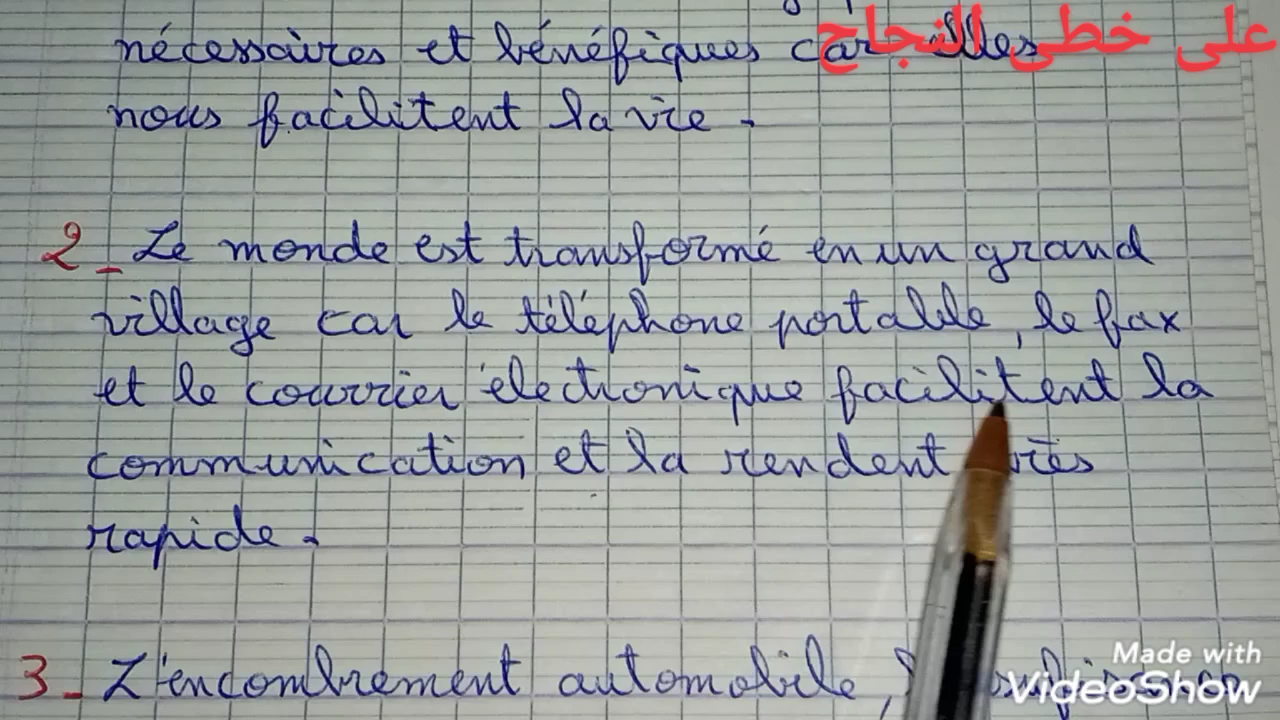 على خطى النجاح
nécessaires et bénéfiques car elles
nous facilitent la vie.
2_ Le monde est transformé en un grand
village car le téléphone portable, le fax
et le courrier électronique facilitent la
communication et la rendent très
rapide.
3_ L'encombrement automobile,
Made with
VideoShow